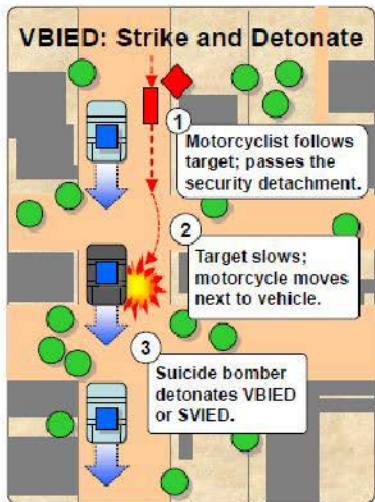 VBIED: Strike and Detonate
1
Motorcyclist follows
target; passes the
security detachment.
2
Target slows;
motorcycle moves
next to vehicle.
3
Suicide bomber
detonates VBIED
or SVIED.